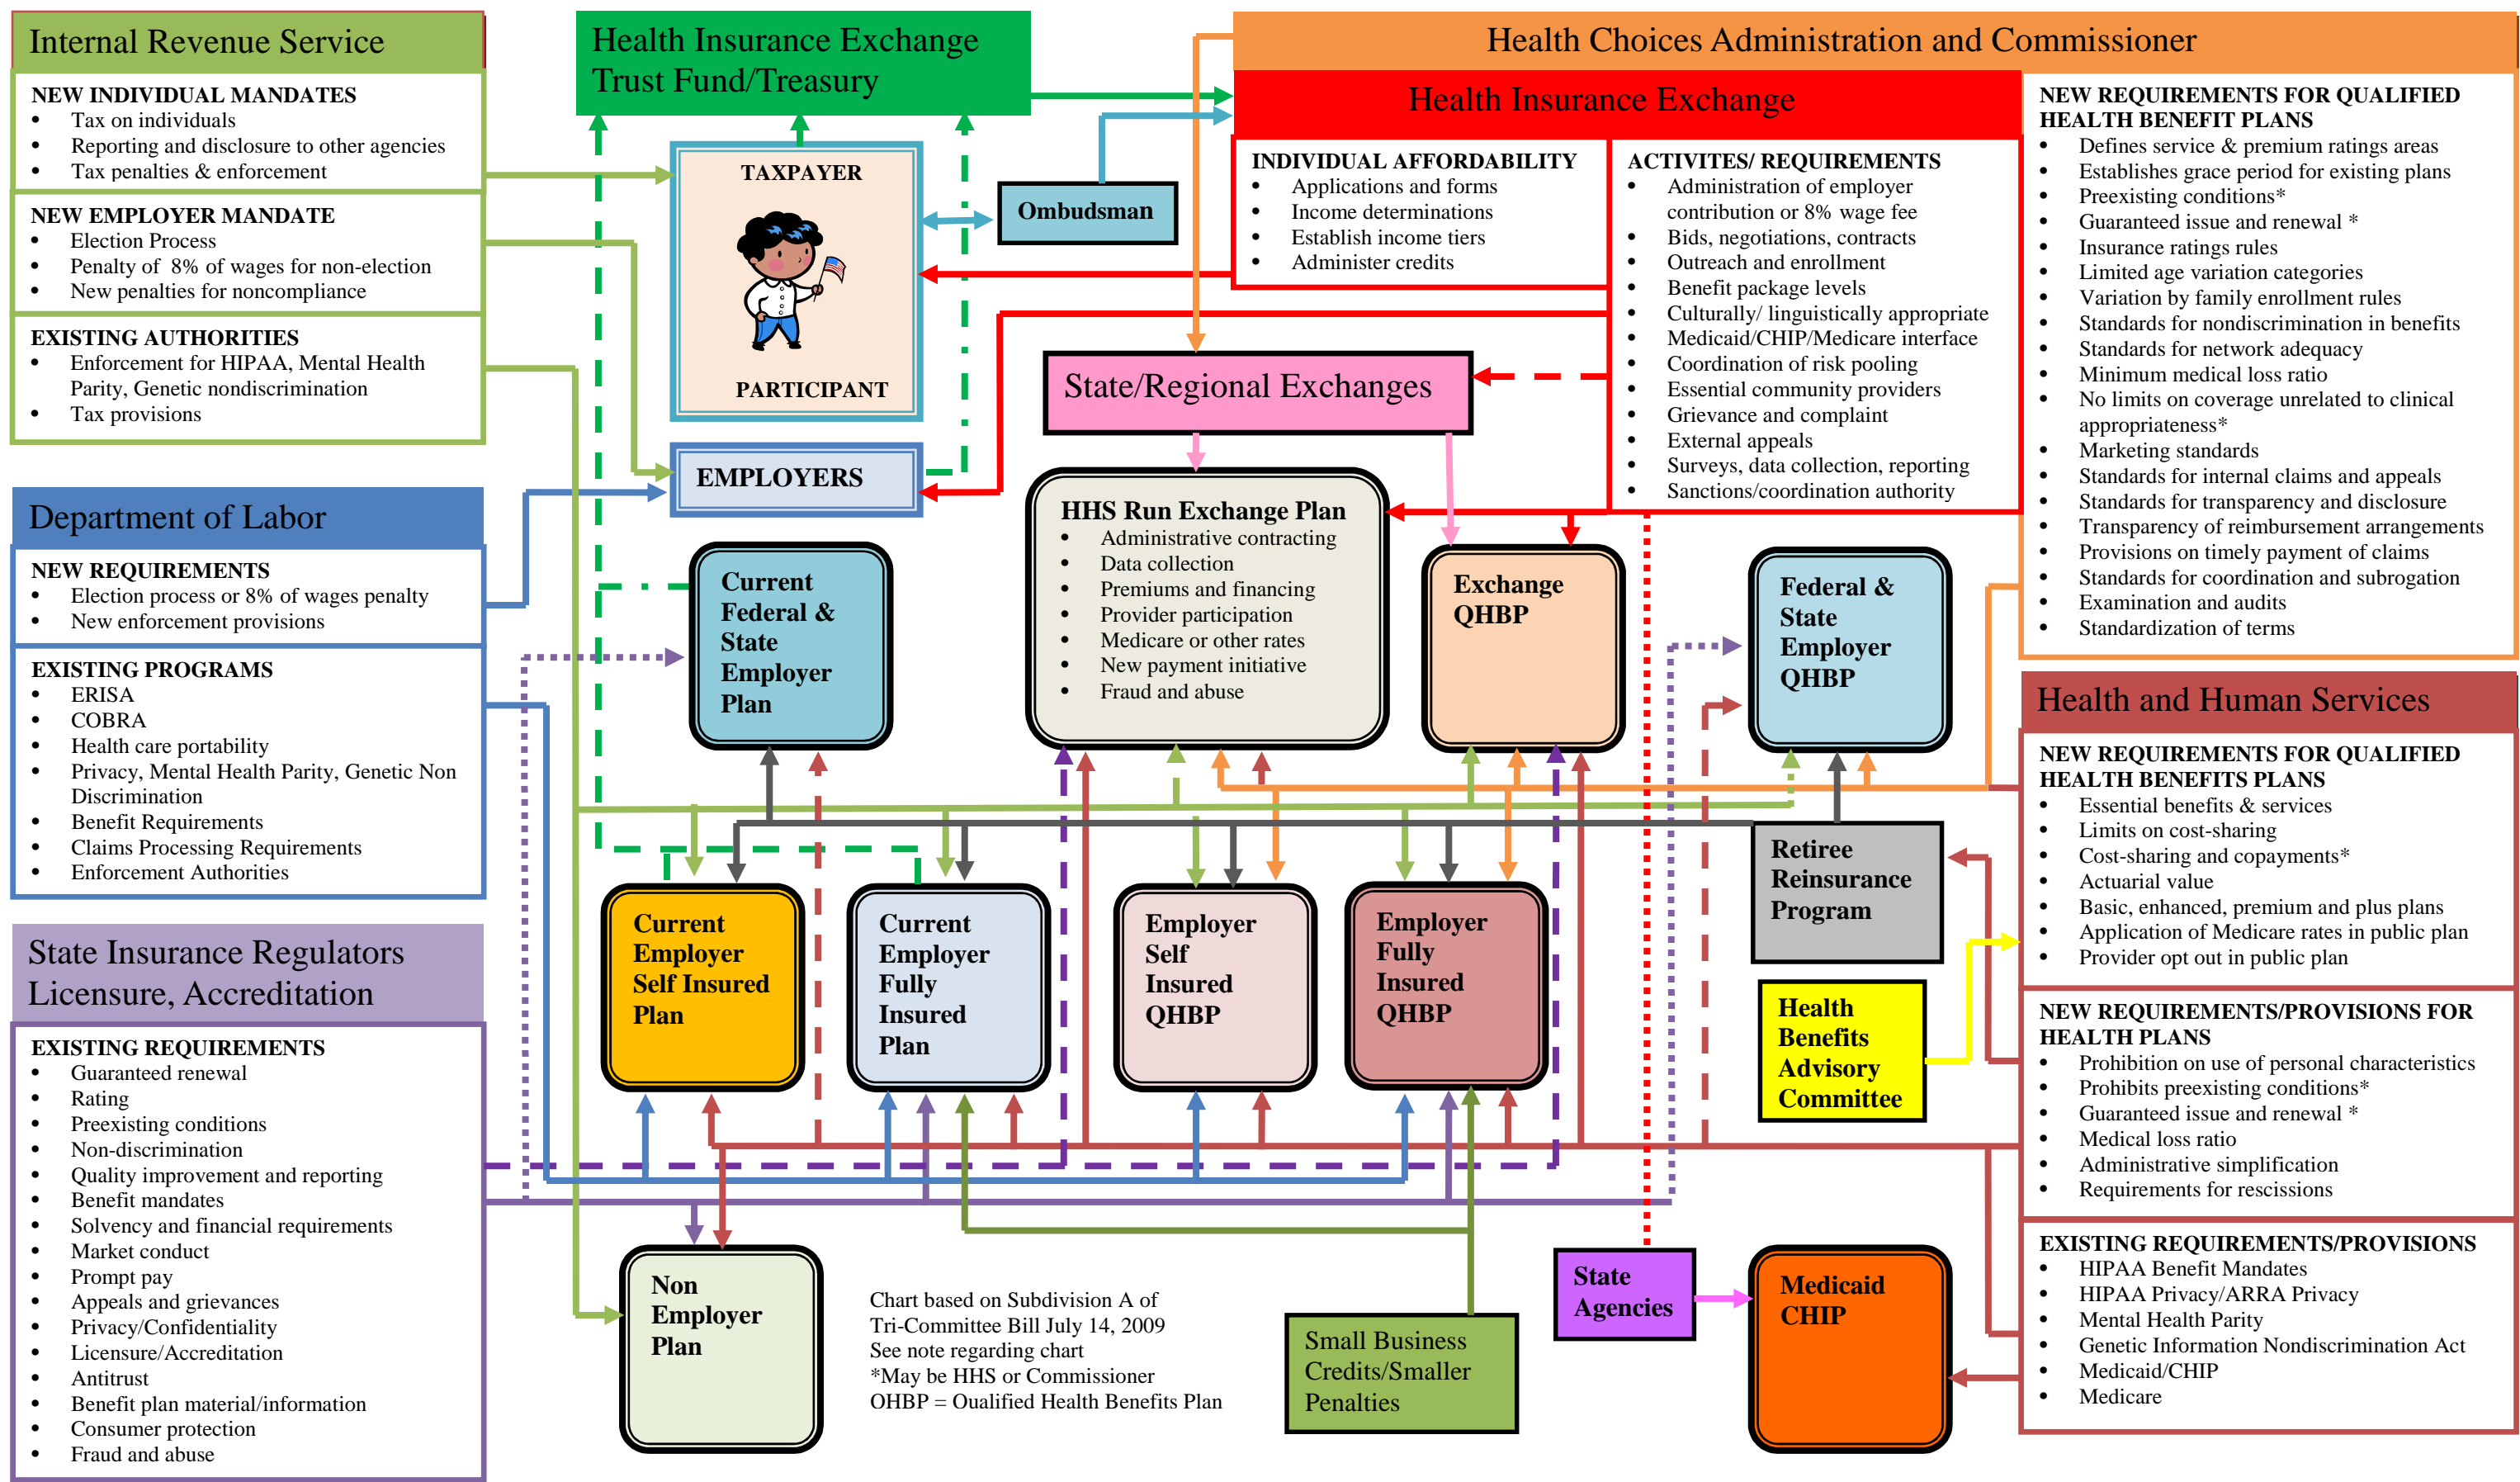 Internal Revenue Service
NEW INDIVIDUAL MANDATES
• Tax on individuals
• Reporting and disclosure to other agencies
• Tax penalties & enforcement
NEW EMPLOYER MANDATE
• Election Process
• Penalty of 8% of wages for non-election
• New penalties for noncompliance
EXISTING AUTHORITIES
• Enforcement for HIPAA, Mental Health
Parity, Genetic nondiscrimination
• Tax provisions
Department of Labor
NEW REQUIREMENTS
• Election process or 8% of wages penalty
• New enforcement provisions
EXISTING PROGRAMS
• ERISA
• COBRA
• Health care portability
• Privacy, Mental Health Parity, Genetic Non
Discrimination
• Benefit Requirements
• Claims Processing Requirements
• Enforcement Authorities
State Insurance Regulators
Licensure, Accreditation
EXISTING REQUIREMENTS
• Guaranteed renewal
• Rating
• Preexisting conditions
• Non-discrimination
• Quality improvement and reporting
• Benefit mandates
• Solvency and financial requirements
• Market conduct
• Prompt pay
• Appeals and grievances
• Privacy/Confidentiality
• Licensure/Accreditation
• Antitrust
• Benefit plan material/information
• Consumer protection
• Fraud and abuse
Health Insurance Exchange
Trust Fund/Treasury
TAXPAYER
PARTICIPANT
Ombudsman
EMPLOYERS
Health Choices Administration and Commissioner
Health Insurance Exchange
INDIVIDUAL AFFORDABILITY
• Applications and forms
• Income determinations
• Establish income tiers
• Administer credits
ACTIVITES/ REQUIREMENTS
• Administration of employer
contribution or 8% wage fee
• Bids, negotiations, contracts
• Outreach and enrollment
• Benefit package levels
• Culturally/ linguistically appropriate
• Medicaid/CHIP/Medicare interface
• Coordination of risk pooling
• Essential community providers
• Grievance and complaint
• External appeals
• Surveys, data collection, reporting
• Sanctions/coordination authority
NEW REQUIREMENTS FOR QUALIFIED
HEALTH BENEFIT PLANS
• Defines service & premium ratings areas
• Establishes grace period for existing plans
• Preexisting conditions*
• Guaranteed issue and renewal *
• Insurance ratings rules
• Limited age variation categories
• Variation by family enrollment rules
• Standards for nondiscrimination in benefits
• Standards for network adequacy
• Minimum medical loss ratio
• No limits on coverage unrelated to clinical
appropriateness*
• Marketing standards
• Standards for internal claims and appeals
• Standards for transparency and disclosure
• Transparency of reimbursement arrangements
• Provisions on timely payment of claims
• Standards for coordination and subrogation
• Examination and audits
• Standardization of terms
State/Regional Exchanges
HHS Run Exchange Plan
• Administrative contracting
• Data collection
• Premiums and financing
• Provider participation
• Medicare or other rates
• New payment initiative
• Fraud and abuse
Current
Federal &
State
Employer
Plan
Exchange
QHBP
Federal &
State
Employer
QHBP
Current
Employer
Self Insured
Plan
Current
Employer
Fully
Insured
Plan
Employer
Self
Insured
QHBP
Employer
Fully
Insured
QHBP
Retiree
Reinsurance
Program
Health
Benefits
Advisory
Committee
Health and Human Services
NEW REQUIREMENTS FOR QUALIFIED
HEALTH BENEFITS PLANS
• Essential benefits & services
• Limits on cost-sharing
• Cost-sharing and copayments*
• Actuarial value
• Basic, enhanced, premium and plus plans
• Application of Medicare rates in public plan
• Provider opt out in public plan
NEW REQUIREMENTS/PROVISIONS FOR
HEALTH PLANS
• Prohibition on use of personal characteristics
• Prohibits preexisting conditions*
• Guaranteed issue and renewal *
• Medical loss ratio
• Administrative simplification
• Requirements for rescissions
EXISTING REQUIREMENTS/PROVISIONS
• HIPAA Benefit Mandates
• HIPAA Privacy/ARRA Privacy
• Mental Health Parity
• Genetic Information Nondiscrimination Act
• Medicaid/CHIP
• Medicare
Non
Employer
Plan
Chart based on Subdivision A of
Tri-Committee Bill July 14, 2009
See note regarding chart
*May be HHS or Commissioner
QHBP = Qualified Health Benefits Plan
Small Business
Credits/Smaller
Penalties
State
Agencies
Medicaid
CHIP